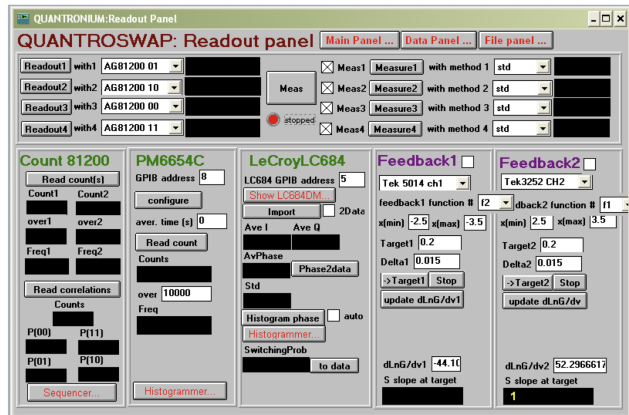 QUANTRONIUM:Readout Panel
QUANTROSWAP: Readout panel Main Panel ... Data Panel ... File panel ...
Readout1 with1 AG81200 01 Meas1 Measure1 with method 1 std
Readout2 with2 AG81200 10 Meas Meas2 Measure2 with method 2 std
Readout3 with3 AG81200 00 Meas3 Measure3 with method 3 std
stopped
Readout4 with4 AG81200 11 Meas4 Measure4 with method 4 std
Count 81200
Read count(s)
Count1 Count2
over1 over2
Freq1 Freq2
Read correlations
Counts
P(00) P(11)
P(01) P(10)
Sequencer...
PM6654C
GPIB address 8
configure
aver. time (s) 0
Read count
Counts
over 10000
Freq
Histogrammer...
LeCroyLC684
LC684 GPIB address 5
Show LC684DM...
Import 2Data
Ave I Ave Q
AvPhase
Phase2data
Std
Histogram phase auto
Histogrammer...
SwitchingProb
to data
Feedback1
Tek 5014 ch1
feedback1 function # f2
x(min) -2.5 x(max) -3.5
Target1 0.2
Delta1 0.015
->Target1 Stop
update dLnG/dv1
dLnG/dv1 -44.10
S slope at target
Feedback2
Tek3252 CH2
dback2 function # f1
x(min) 2.5 x(max) 3.5
Target2 0.2
Delta2 0.015
->Target2 Stop
update dLnG/dv
dLnG/dv2 52.2966617
S slope at target
1